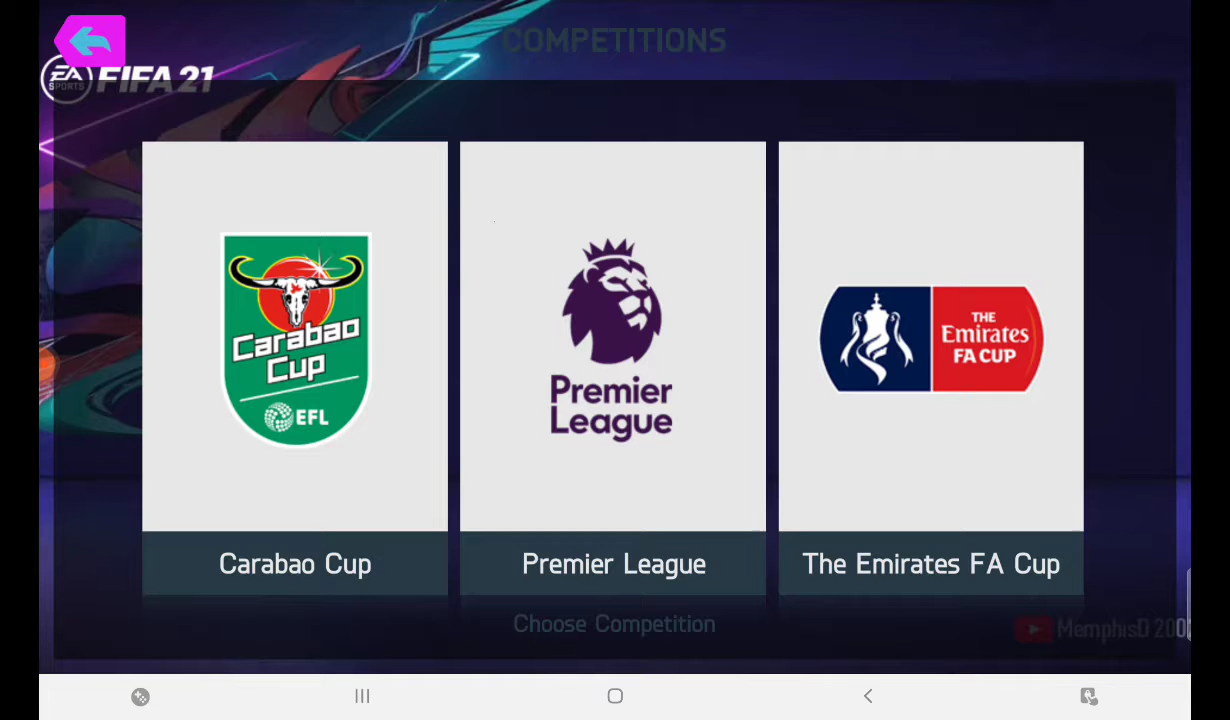 COMPETITIONS
EA
SPORTS
FIFA 21
Carabao
Cup
EFL
Premier
League
THE
Emirates
FA CUP
Carabao Cup
Premier League
The Emirates FA Cup
Choose Competition
MemphisD 200